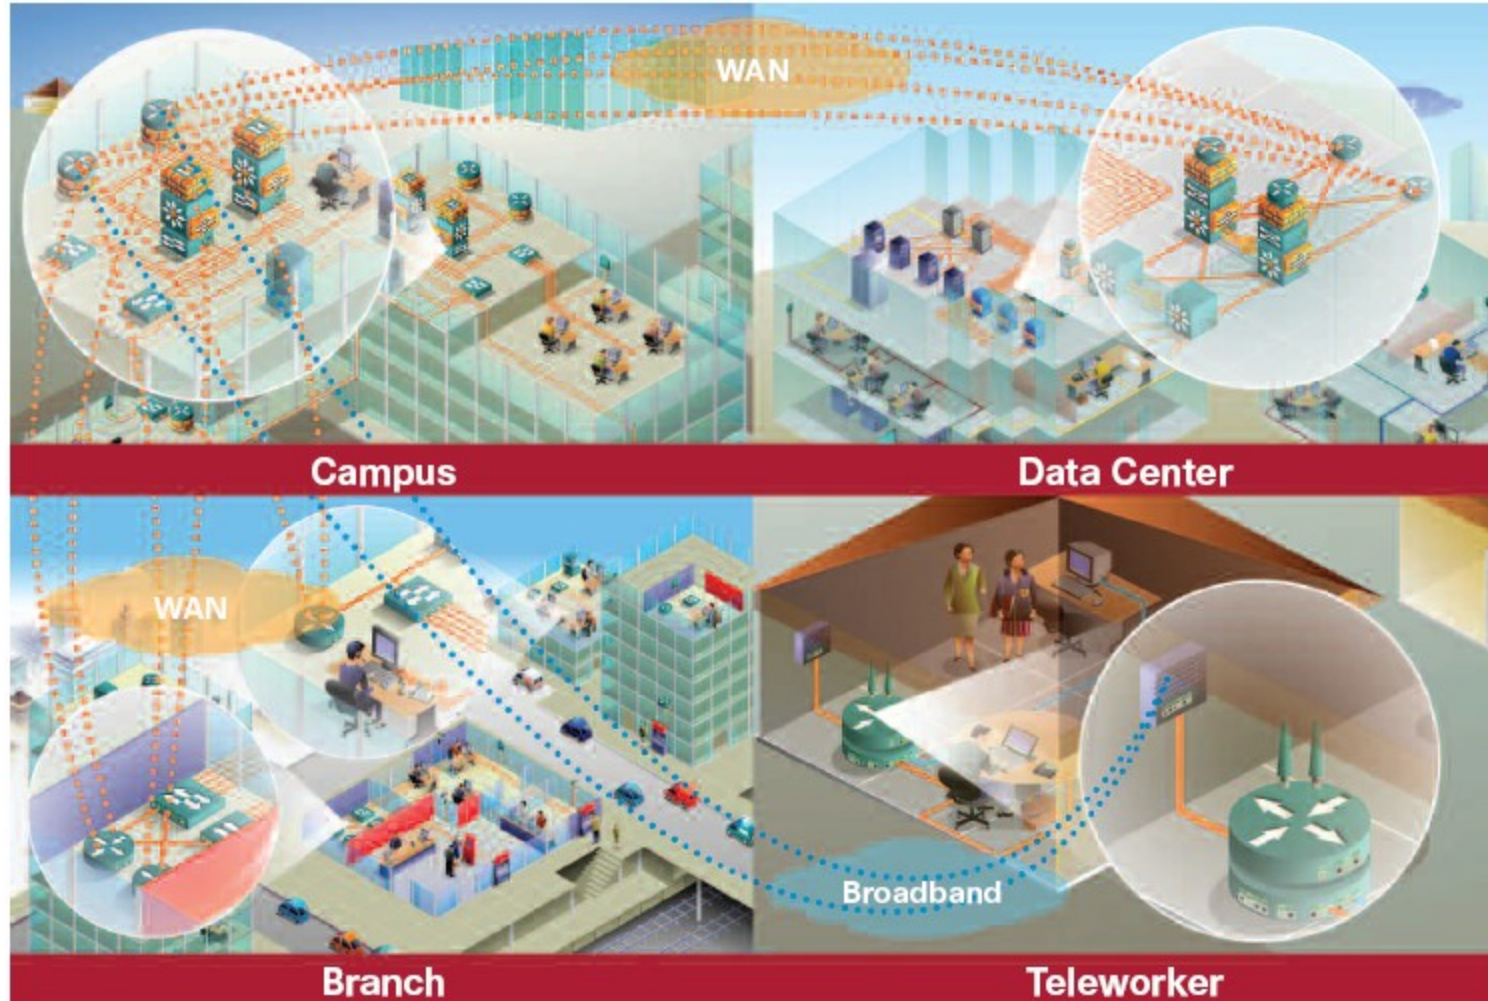 WAN
Campus
Data Center
WAN
Broadband
Branch
Teleworker